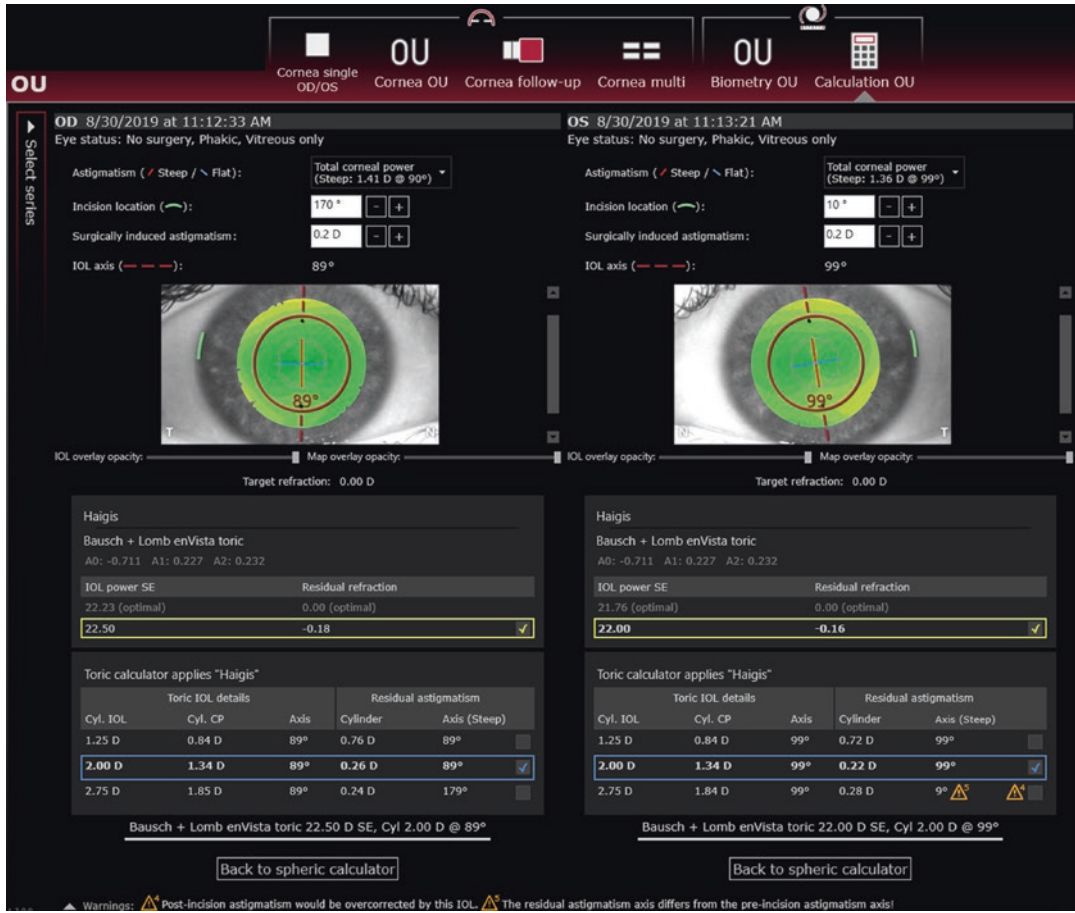 OU
Cornea single OD/OS
OU
Cornea OU
Cornea follow-up
Cornea multi
OU
Biometry OU
Calculation OU
Select series
OD 8/30/2019 at 11:12:33 AM
Eye status: No surgery, Phakic, Vitreous only
Astigmatism ( / Steep / \ Flat):
Total corneal power
(Steep: 1.41 D @ 90°)
Incision location ( ):
170 °
- +
Surgically induced astigmatism:
0.2 D
- +
IOL axis (— — —):
89°
89°
T
N
IOL overlay opacity:
Map overlay opacity:
Target refraction: 0.00 D
Haigis
Bausch + Lomb enVista toric
A0: -0.711 A1: 0.227 A2: 0.232
IOL power SE Residual refraction
22.23 (optimal) 0.00 (optimal)
22.50 -0.18
Toric calculator applies "Haigis"
Toric IOL details Residual astigmatism
Cyl. IOL Cyl. CP Axis Cylinder Axis (Steep)
1.25 D 0.84 D 89° 0.76 D 89°
2.00 D 1.34 D 89° 0.26 D 89°
2.75 D 1.85 D 89° 0.24 D 179°
Bausch + Lomb enVista toric 22.50 D SE, Cyl 2.00 D @ 89°
Back to spheric calculator
OS 8/30/2019 at 11:13:21 AM
Eye status: No surgery, Phakic, Vitreous only
Astigmatism ( / Steep / \ Flat):
Total corneal power
(Steep: 1.36 D @ 99°)
Incision location ( ):
10 °
- +
Surgically induced astigmatism:
0.2 D
- +
IOL axis (— — —):
99°
99°
N
T
IOL overlay opacity:
Map overlay opacity:
Target refraction: 0.00 D
Haigis
Bausch + Lomb enVista toric
A0: -0.711 A1: 0.227 A2: 0.232
IOL power SE Residual refraction
21.76 (optimal) 0.00 (optimal)
22.00 -0.16
Toric calculator applies "Haigis"
Toric IOL details Residual astigmatism
Cyl. IOL Cyl. CP Axis Cylinder Axis (Steep)
1.25 D 0.84 D 99° 0.72 D 99°
2.00 D 1.34 D 99° 0.22 D 99°
2.75 D 1.84 D 99° 0.28 D 9° ⚠5 ⚠4
Bausch + Lomb enVista toric 22.00 D SE, Cyl 2.00 D @ 99°
Back to spheric calculator
Warnings: ⚠4 Post-incision astigmatism would be overcorrected by this IOL. ⚠5 The residual astigmatism axis differs from the pre-incision astigmatism axis!